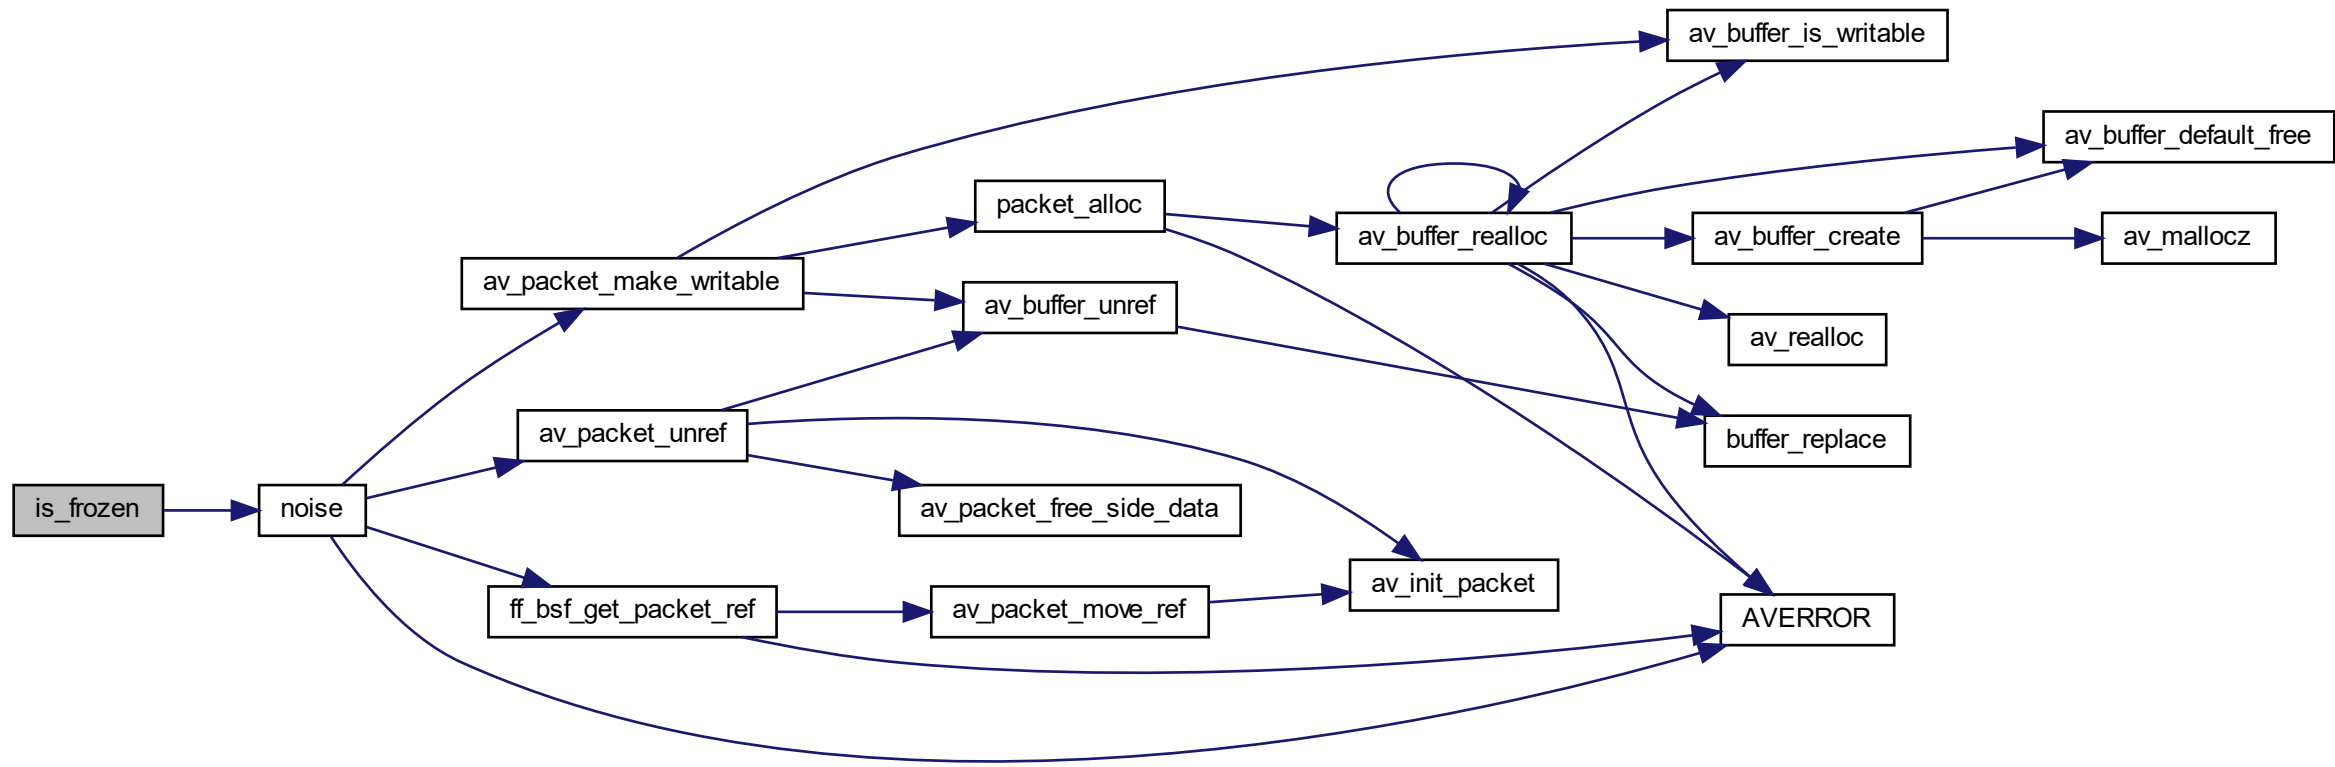 av_buffer_is_writable
av_buffer_default_free
packet_alloc
av_buffer_realloc
av_buffer_create
av_mallocz
av_packet_make_writable
av_buffer_unref
av_realloc
av_packet_unref
buffer_replace
is_frozen
noise
av_packet_free_side_data
av_init_packet
ff_bsf_get_packet_ref
av_packet_move_ref
AVERROR